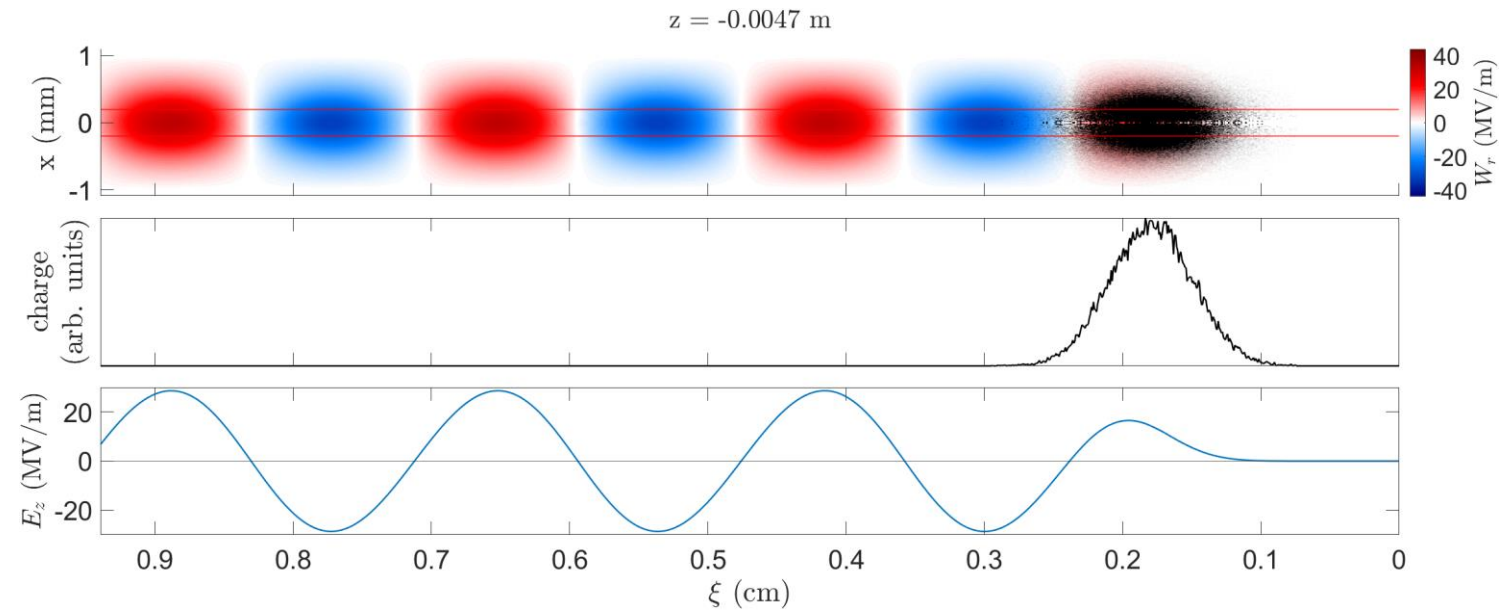 z = -0.0047 m
x (mm)
1
0
-1
40
20
0
-20
-40
W_r (MV/m)
charge
(arb. units)
E_z (MV/m)
20
0
-20
0.9 0.8 0.7 0.6 0.5 0.4 0.3 0.2 0.1 0
ξ (cm)